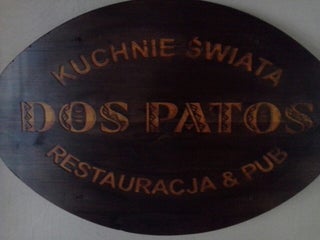 KUCHNIE ŚWIATA
DOS PATOS
RESTAURACJA & PUB